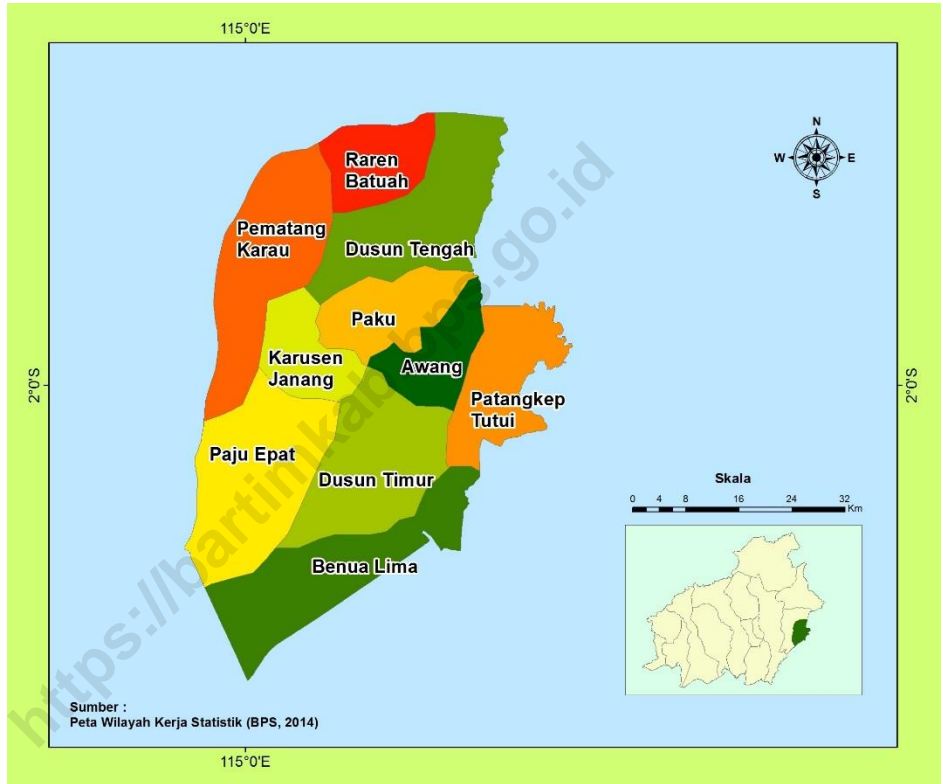 115°0'E
N
W
E
S
Raren
Batuah
Pematang
Karau
Dusun Tengah
Paku
Karusen
Janang
Awang
2°0'S
2°0'S
Patangkep
Tutui
Paju Epat
Dusun Timur
Skala
0 4 8 16 24 32
Km
Benua Lima
Sumber :
Peta Wilayah Kerja Statistik (BPS, 2014)
115°0'E
https://bartimkab.bps.go.id